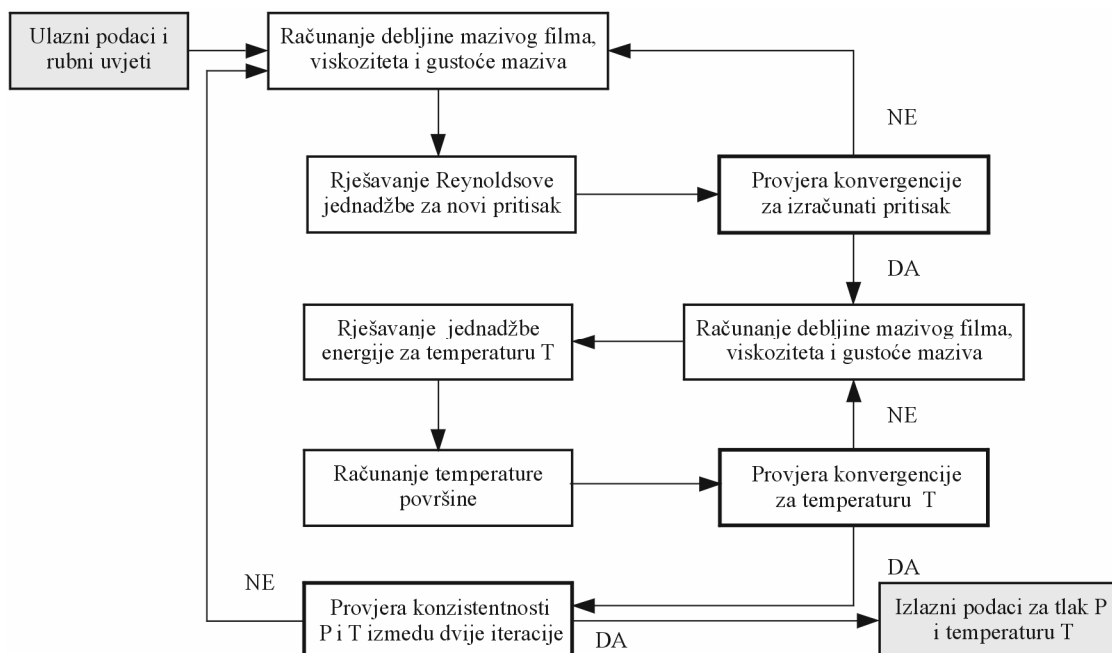 Ulazni podaci i
rubni uvjeti
Računanje debljine mazivog filma,
viskoziteta i gustoće maziva
NE
Rješavanje Reynoldsove
jednadžbe za novi pritisak
Provjera konvergencije
za izračunati pritisak
DA
Rješavanje jednadžbe
energije za temperaturu T
Računanje debljine mazivog filma,
viskoziteta i gustoće maziva
NE
Računanje temperature
površine
Provjera konvergencije
za temperaturu T
DA
NE
Provjera konzistentnosti
P i T između dvije iteracije
DA
Izlazni podaci za tlak P
i temperaturu T